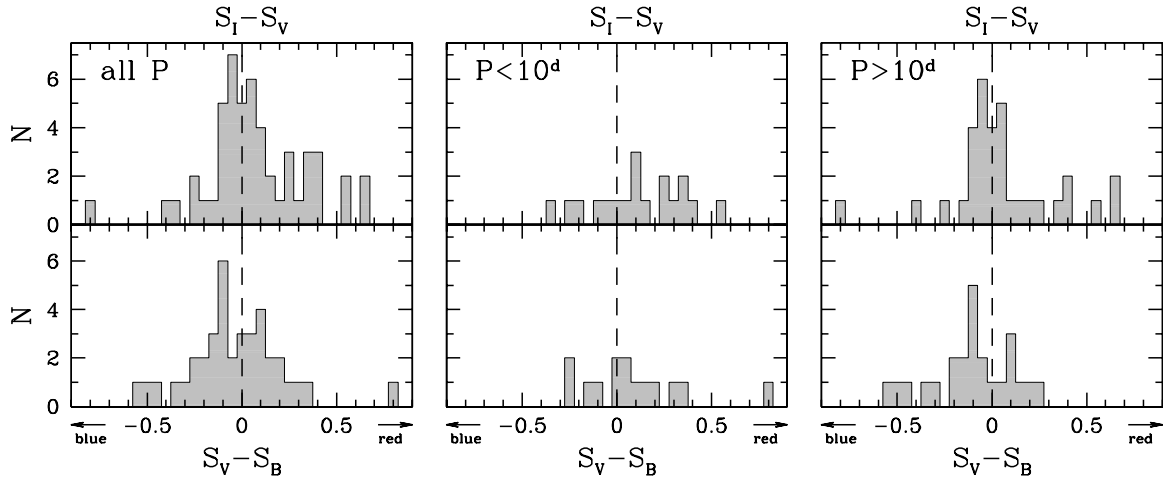 S_I−S_V S_I−S_V S_I−S_V
all P P<10^d P>10^d
6
4
N
2
0
6
4
N
2
0
−0.5 0 0.5 −0.5 0 0.5 −0.5 0 0.5
blue red blue red blue red
S_V−S_B S_V−S_B S_V−S_B